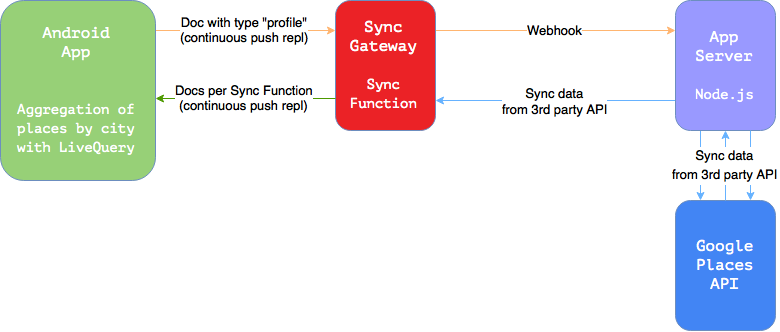 Android
App
Aggregation of
places by city
with LiveQuery
Doc with type "profile"
(continuous push repl)
Docs per Sync Function
(continuous push repl)
Sync
Gateway
Sync
Function
Webhook
Sync data
from 3rd party API
App
Server
Node.js
Sync data
from 3rd party API
Google
Places
API